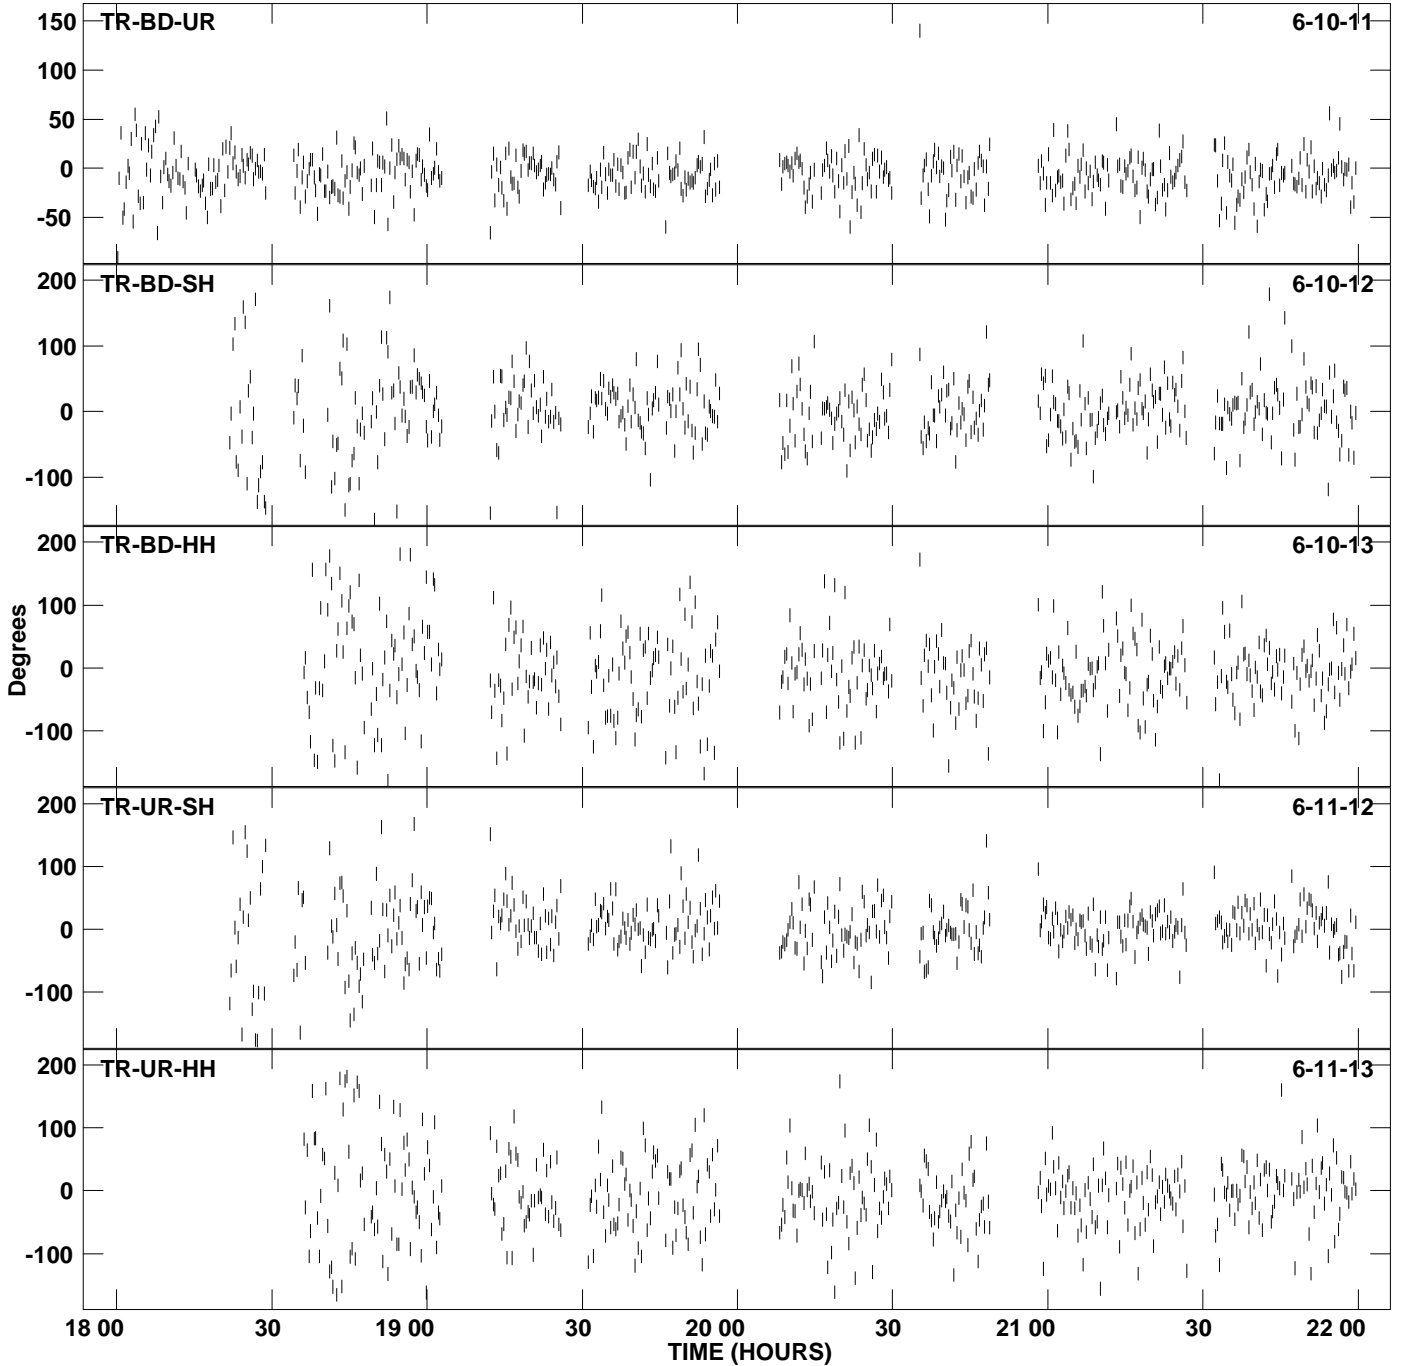 150 TR-BD-UR 6-10-11
100
50
0
-50
200 TR-BD-SH 6-10-12
100
0
-100
200 TR-BD-HH 6-10-13
100
0
-100
Degrees
200 TR-UR-SH 6-11-12
100
0
-100
200 TR-UR-HH 6-11-13
100
0
-100
18 00 30 19 00 30 20 00 30 21 00 30 22 00
TIME (HOURS)